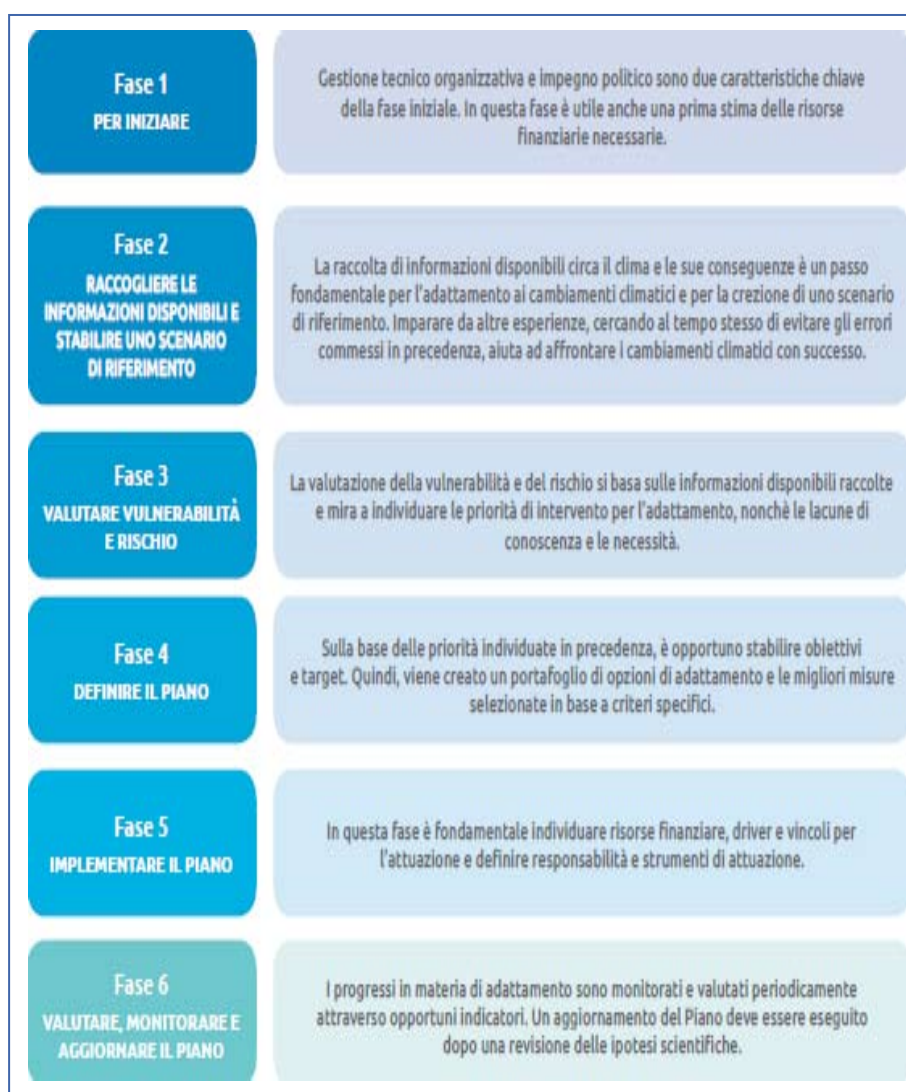 Fase 1
PER INIZIARE
Gestione tecnico organizzativa e impegno politico sono due caratteristiche chiave
della fase iniziale. In questa fase è utile anche una prima stima delle risorse
finanziarie necessarie.
Fase 2
RACCOGLIERE LE
INFORMAZIONI DISPONIBILI E
STABILIRE UNO SCENARIO
DI RIFERIMENTO
La raccolta di informazioni disponibili circa il clima e le sue conseguenze è un passo
fondamentale per l'adattamento ai cambiamenti climatici e per la crezione di uno scenario
di riferimento. Imparare da altre esperienze, cercando al tempo stesso di evitare gli errori
commessi in precedenza, aiuta ad affrontare i cambiamenti climatici con successo.
Fase 3
VALUTARE VULNERABILITÀ
E RISCHIO
La valutazione della vulnerabilità e del rischio si basa sulle informazioni disponibili raccolte
e mira a individuare le priorità di intervento per l'adattamento, nonchè le lacune di
conoscenza e le necessità.
Fase 4
DEFINIRE IL PIANO
Sulla base delle priorità individuate in precedenza, è opportuno stabilire obiettivi
e target. Quindi, viene creato un portafoglio di opzioni di adattamento e le migliori misure
selezionate in base a criteri specifici.
Fase 5
IMPLEMENTARE IL PIANO
In questa fase è fondamentale individuare risorse finanziare, driver e vincoli per
l'attuazione e definire responsabilità e strumenti di attuazione.
Fase 6
VALUTARE, MONITORARE E
AGGIORNARE IL PIANO
I progressi in materia di adattamento sono monitorati e valutati periodicamente
attraverso opportuni indicatori. Un aggiornamento del Piano deve essere eseguito
dopo una revisione delle ipotesi scientifiche.